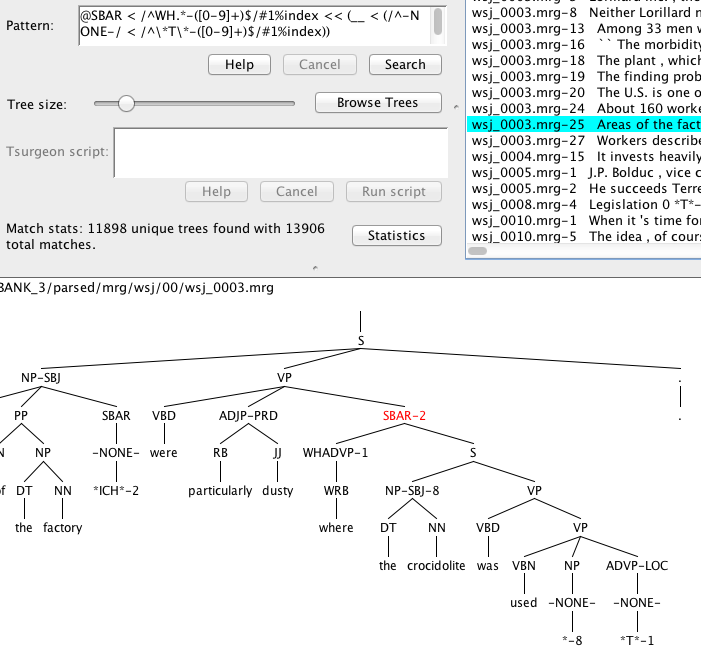 Pattern: @SBAR < /^WH.*-([0-9]+)$/#1%index << (__ < (/^-N
ONE-/ < /^\*T\*-([0-9]+)$/#1%index))
Help Cancel Search
Tree size: Browse Trees
Tsurgeon script:
Help Cancel Run script
Match stats: 11898 unique trees found with 13906
total matches.
Statistics
wsj_0003.mrg-8 Neither Lorillard n
wsj_0003.mrg-13 Among 33 men w
wsj_0003.mrg-16 `` The morbidity
wsj_0003.mrg-18 The plant , which
wsj_0003.mrg-19 The finding prob
wsj_0003.mrg-20 The U.S. is one o
wsj_0003.mrg-24 About 160 worke
wsj_0003.mrg-25 Areas of the fact
wsj_0003.mrg-27 Workers describe
wsj_0004.mrg-15 It invests heavily
wsj_0005.mrg-1 J.P. Bolduc , vice c
wsj_0005.mrg-2 He succeeds Terre
wsj_0008.mrg-4 Legislation 0 *T*-
wsj_0010.mrg-1 When it 's time for
wsj_0010.mrg-5 The idea , of cours
BANK_3/parsed/mrg/wsj/00/wsj_0003.mrg
S
NP-SBJ VP .
PP SBAR VBD ADJP-PRD SBAR-2 .
N NP -NONE- were RB JJ WHADVP-1 S
of DT NN *ICH*-2 particularly dusty WRB NP-SBJ-8 VP
the factory where DT NN VBD VP
the crocidolite was VBN NP ADVP-LOC
used -NONE- -NONE-
*-8 *T*-1